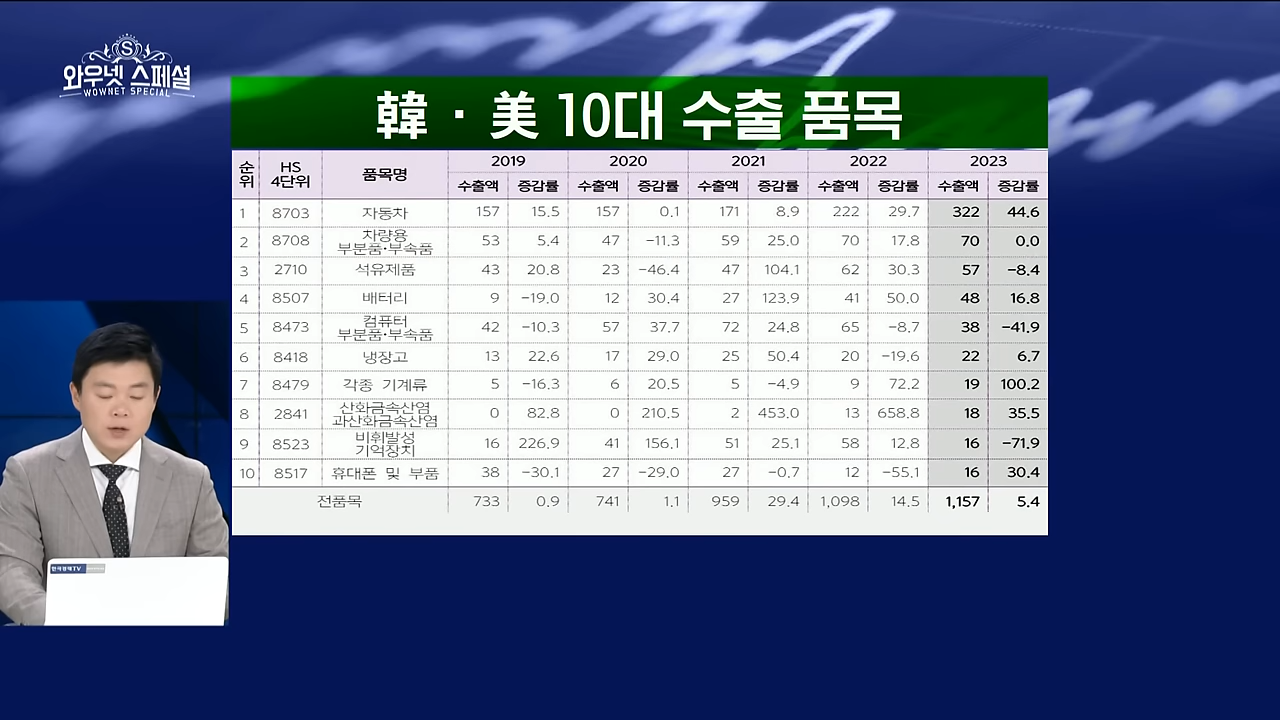 S
와우넷 스페셜
WOWNET SPECIAL
韓 · 美 10대 수출 품목
순위 HS 4단위 품목명 2019 2020 2021 2022 2023
수출액 증감률 수출액 증감률 수출액 증감률 수출액 증감률 수출액 증감률
1 8703 자동차 157 15.5 157 0.1 171 8.9 222 29.7 322 44.6
2 8708 차량용 부분품·부속품 53 5.4 47 −11.3 59 25.0 70 17.8 70 0.0
3 2710 석유제품 43 20.8 23 −46.4 47 104.1 62 30.3 57 −8.4
4 8507 배터리 9 −19.0 12 30.4 27 123.9 41 50.0 48 16.8
5 8473 컴퓨터 부분품·부속품 42 −10.3 57 37.7 72 24.8 65 −8.7 38 −41.9
6 8418 냉장고 13 22.6 17 29.0 25 50.4 20 −19.6 22 6.7
7 8479 각종 기계류 5 −16.3 6 20.5 5 −4.9 9 72.2 19 100.2
8 2841 산화금속산염 과산화금속산염 0 82.8 0 210.5 2 453.0 13 658.8 18 35.5
9 8523 비휘발성 기억장치 16 226.9 41 156.1 51 25.1 58 12.8 16 −71.9
10 8517 휴대폰 및 부품 38 −30.1 27 −29.0 27 −0.7 12 −55.1 16 30.4
전품목 733 0.9 741 1.1 959 29.4 1,098 14.5 1,157 5.4
한국경제TV